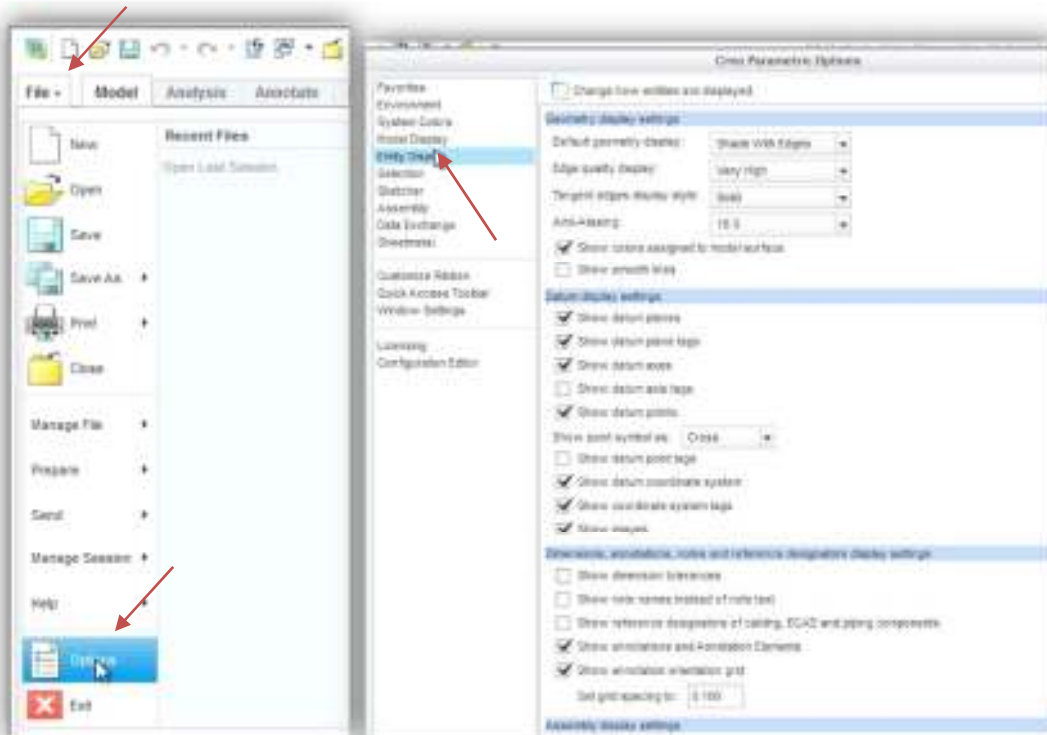 File
Model
Analysis
Annotate
New
Open
Save
Save As
Print
Close
Manage File
Prepare
Send
Manage Session
Help
Options
Exit
Recent Files
Open Last Session
Creo Parametric Options
Favorites
Environment
System Colors
Model Display
Entity Display
Selection
Sketcher
Assembly
Data Exchange
Sheetmetal
Customize Ribbon
Quick Access Toolbar
Window Settings
Licensing
Configuration Editor
Change how entities are displayed.
Geometry display settings
Default geometry display: Shade With Edges
Edge quality display: Very High
Tangent edges display style: Solid
Anti-Aliasing:
Show colors assigned to model surface
Show smooth lines
Datum display settings
Show datum planes
Show datum plane tags
Show datum axes
Show datum axis tags
Show datum points
Show point symbol as: Cross
Show datum point tags
Show datum coordinate system
Show coordinate system tags
Show images
Dimensions, annotations, notes and reference designators display settings
Show dimension tolerances
Show note names instead of note text
Show reference designators of cabling, ECAD and piping components
Show annotations and Annotation Elements
Show annotation orientation grid
Set grid spacing to: 0.100
Assembly display settings